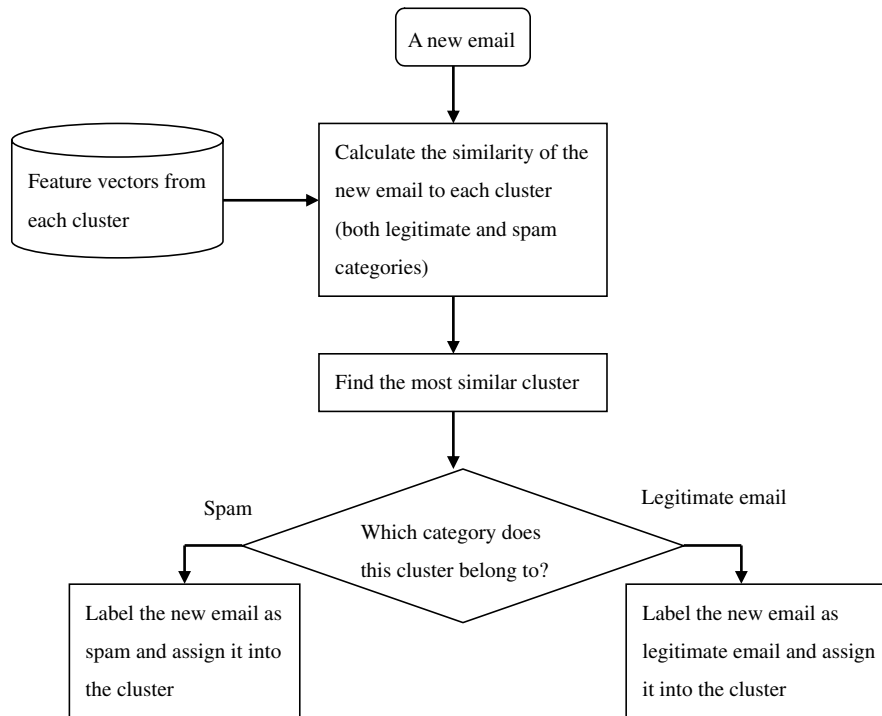 A new email
Feature vectors from
each cluster
Calculate the similarity of the
new email to each cluster
(both legitimate and spam
categories)
Find the most similar cluster
Spam
Legitimate email
Which category does
this cluster belong to?
Label the new email as
spam and assign it into
the cluster
Label the new email as
legitimate email and assign
it into the cluster